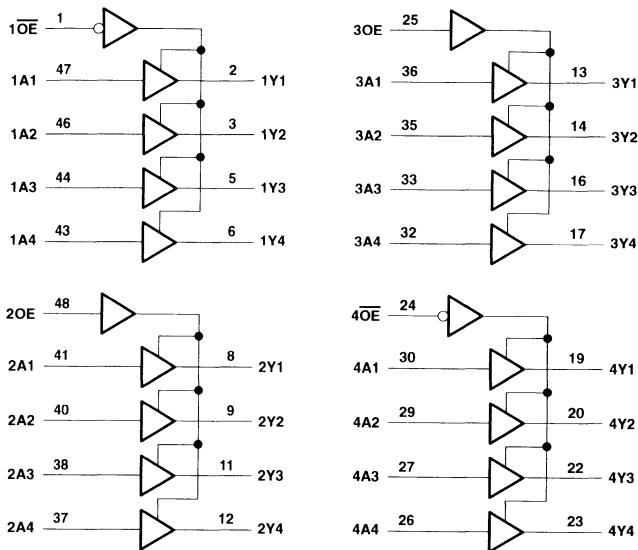 1O̅E̅ 1
1A1 47 2 1Y1
1A2 46 3 1Y2
1A3 44 5 1Y3
1A4 43 6 1Y4
3OE 25
3A1 36 13 3Y1
3A2 35 14 3Y2
3A3 33 16 3Y3
3A4 32 17 3Y4
2OE 48
2A1 41 8 2Y1
2A2 40 9 2Y2
2A3 38 11 2Y3
2A4 37 12 2Y4
4O̅E̅ 24
4A1 30 19 4Y1
4A2 29 20 4Y2
4A3 27 22 4Y3
4A4 26 23 4Y4